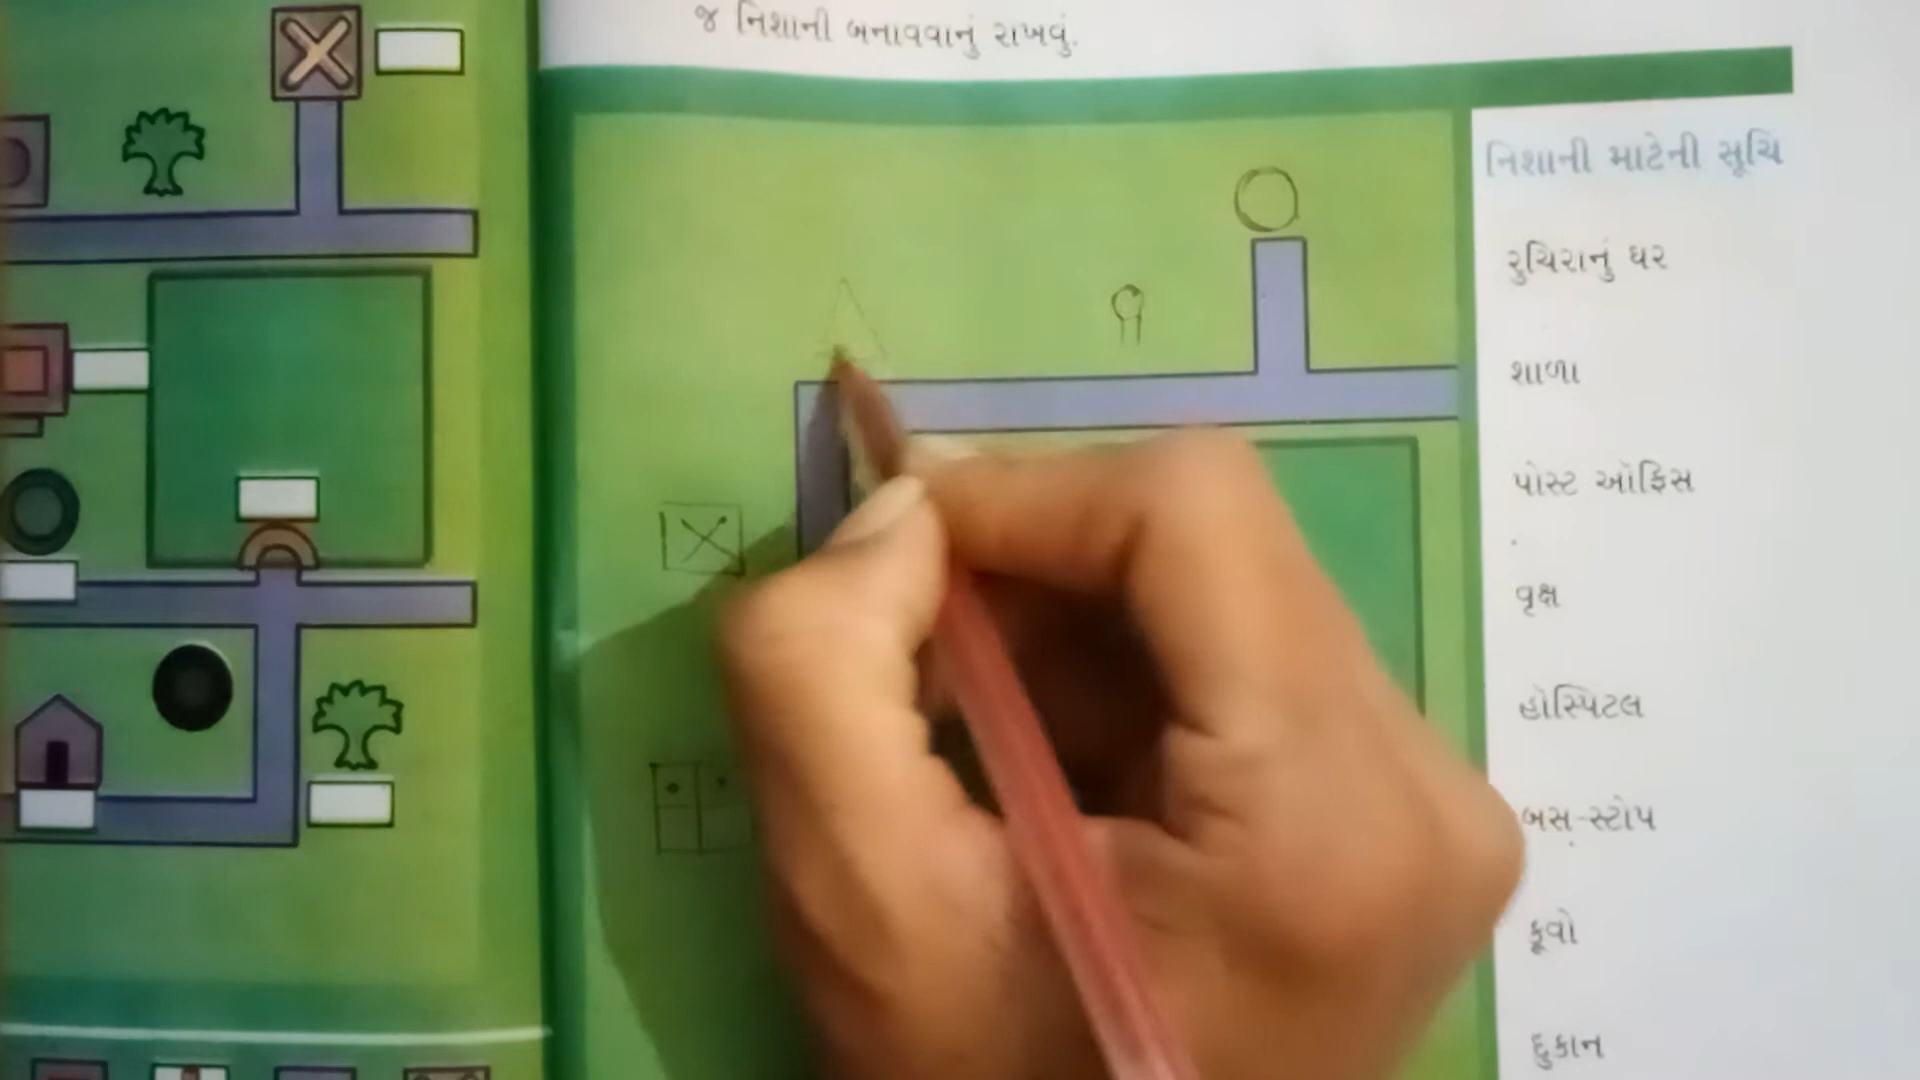 જ નિશાની બનાવવાનું રાખવું.
નિશાની માટેની સૂચિ
રુચિરાનું ઘર
શાળા
પોસ્ટ ઑફિસ
વૃક્ષ
હૉસ્પિટલ
બસ-સ્ટોપ
કૂવો
દુકાન